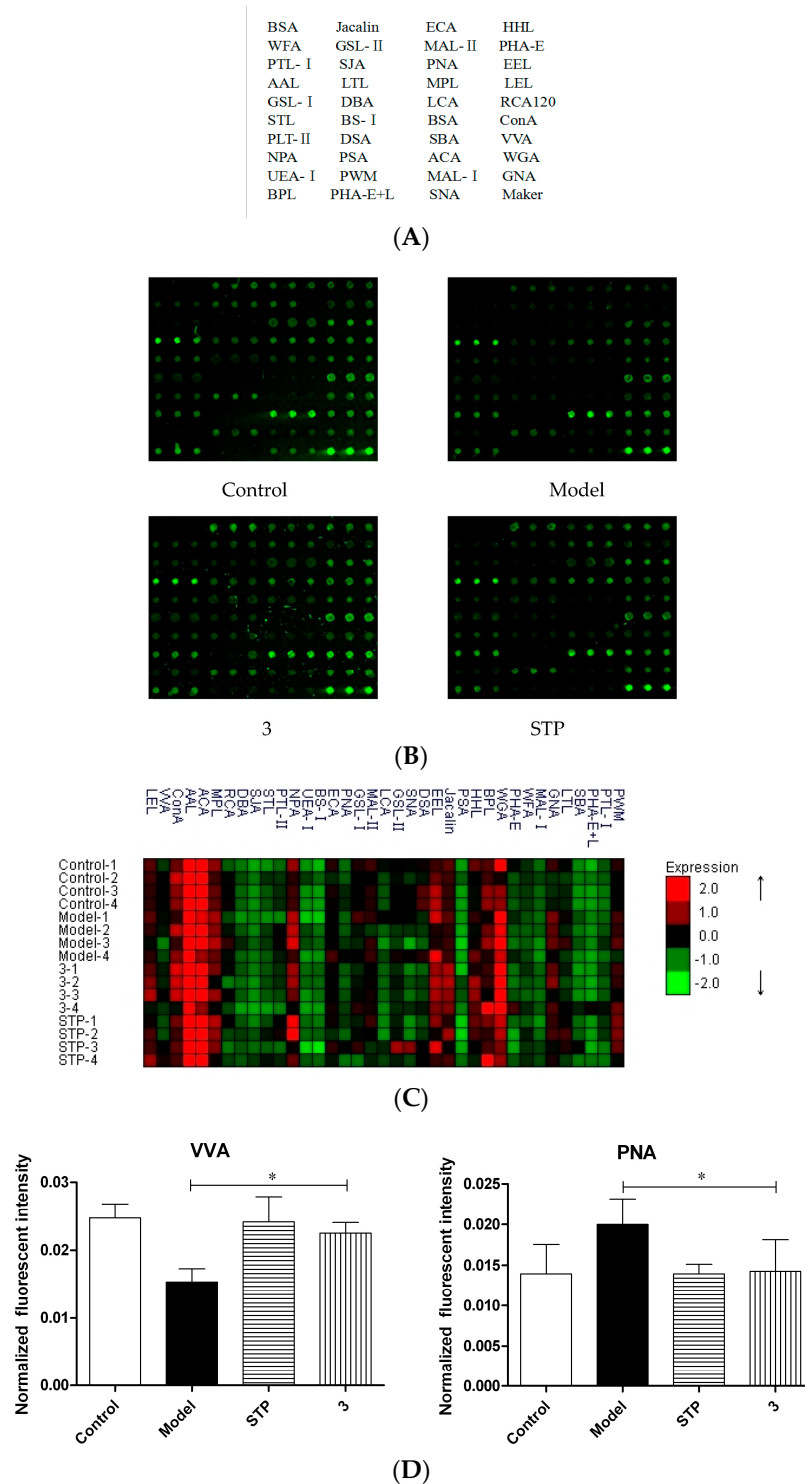 BSA Jacalin ECA HHL
WFA GSL-Ⅱ MAL-Ⅱ PHA-E
PTL-Ⅰ SJA PNA EEL
AAL LTL MPL LEL
GSL-Ⅰ DBA LCA RCA120
STL BS-Ⅰ BSA ConA
PLT-Ⅱ DSA SBA VVA
NPA PSA ACA WGA
UEA-Ⅰ PWM MAL-Ⅰ GNA
BPL PHA-E+L SNA Maker
(A)
Control Model
3 STP
(B)
LEL VVA ConA AAL ACA MPL RCA DBA SJA STL PTL-II NPA UEA-I BS-I ECA PNA GSL-I MAL-II LCA GSL-II SNA DSA EEL Jacalin PSA HHL BPL WGA PHA-E WFA MAL-I GNA LTL SBA PHA-E+L PTL-I PWM
Control-1
Control-2
Control-3
Control-4
Model-1
Model-2
Model-3
Model-4
3-1
3-2
3-3
3-4
STP-1
STP-2
STP-3
STP-4
Expression
2.0
1.0
0.0
-1.0
-2.0
↑
↓
(C)
VVA
*
Normalized fluorescent intensity
0.03
0.02
0.01
0.00
Control Model STP 3
PNA
*
Normalized fluorescent intensity
0.025
0.020
0.015
0.010
0.005
0.000
Control Model STP 3
(D)